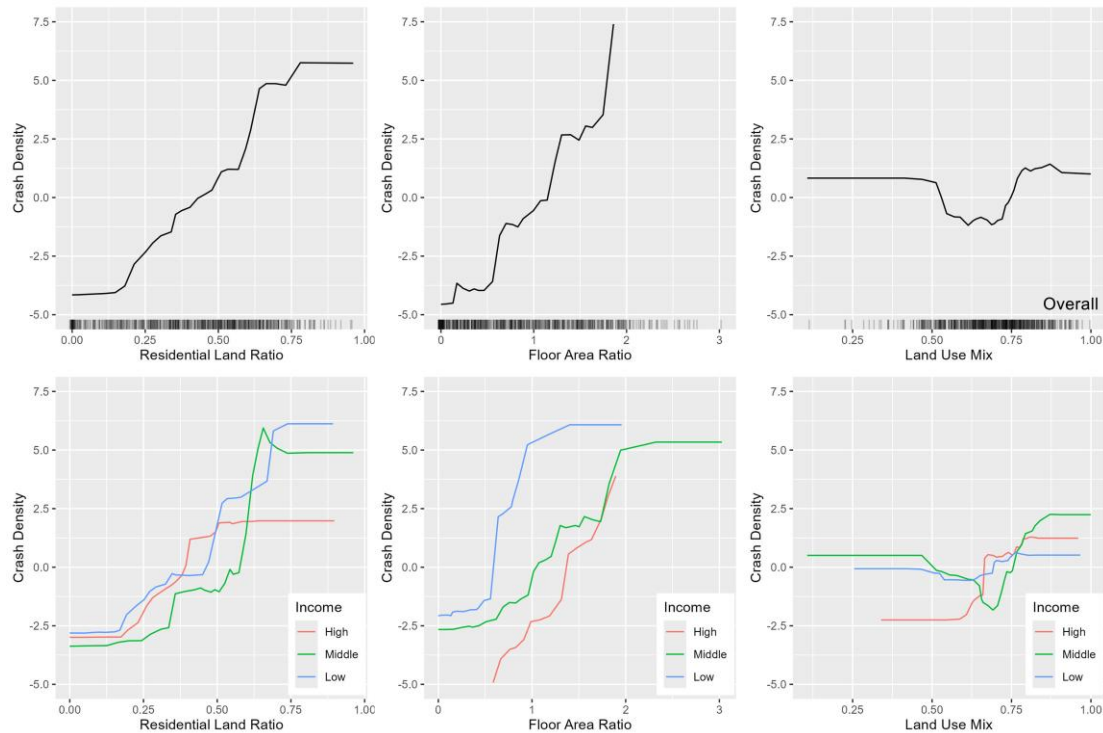 7.5
5.0
2.5
0.0
-2.5
-5.0
Crash Density
0.00 0.25 0.50 0.75 1.00
Residential Land Ratio
7.5
5.0
2.5
0.0
-2.5
-5.0
Crash Density
0 1 2 3
Floor Area Ratio
7.5
5.0
2.5
0.0
-2.5
-5.0
Crash Density
Overall
0.25 0.50 0.75 1.00
Land Use Mix
7.5
5.0
2.5
0.0
-2.5
-5.0
Crash Density
Income
High
Middle
Low
0.00 0.25 0.50 0.75 1.00
Residential Land Ratio
7.5
5.0
2.5
0.0
-2.5
-5.0
Crash Density
Income
High
Middle
Low
0 1 2 3
Floor Area Ratio
7.5
5.0
2.5
0.0
-2.5
-5.0
Crash Density
Income
High
Middle
Low
0.25 0.50 0.75 1.00
Land Use Mix